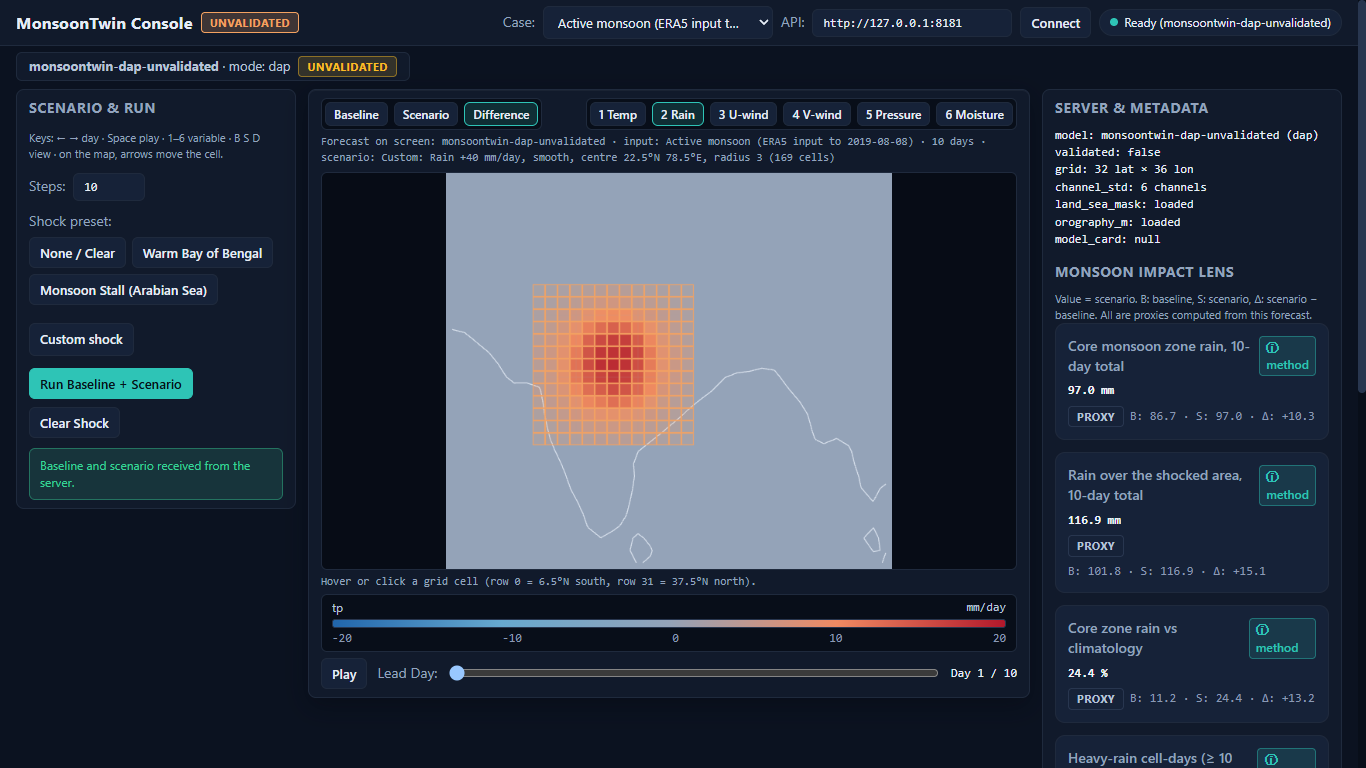 MonsoonTwin Console UNVALIDATED Case: Active monsoon (ERA5 input t... API: http://127.0.0.1:8181 Connect Ready (monsoontwin-dap-unvalidated)
monsoontwin-dap-unvalidated · mode: dap UNVALIDATED
SCENARIO & RUN
Keys: ← → day · Space play · 1–6 variable · B S D
view · on the map, arrows move the cell.
Steps: 10
Shock preset:
None / Clear Warm Bay of Bengal
Monsoon Stall (Arabian Sea)
Custom shock
Run Baseline + Scenario
Clear Shock
Baseline and scenario received from the
server.
Baseline Scenario Difference 1 Temp 2 Rain 3 U-wind 4 V-wind 5 Pressure 6 Moisture
Forecast on screen: monsoontwin-dap-unvalidated · input: Active monsoon (ERA5 input to 2019-08-08) · 10 days ·
scenario: Custom: Rain +40 mm/day, smooth, centre 22.5°N 78.5°E, radius 3 (169 cells)
Hover or click a grid cell (row 0 = 6.5°N south, row 31 = 37.5°N north).
tp mm/day
-20 -10 0 10 20
Play Lead Day: Day 1 / 10
SERVER & METADATA
model: monsoontwin-dap-unvalidated (dap)
validated: false
grid: 32 lat × 36 lon
channel_std: 6 channels
land_sea_mask: loaded
orography_m: loaded
model_card: null
MONSOON IMPACT LENS
Value = scenario. B: baseline, S: scenario, Δ: scenario −
baseline. All are proxies computed from this forecast.
Core monsoon zone rain, 10-
day total
ⓘ
method
97.0 mm
PROXY B: 86.7 · S: 97.0 · Δ: +10.3
Rain over the shocked area,
10-day total
ⓘ
method
116.9 mm
PROXY
B: 101.8 · S: 116.9 · Δ: +15.1
Core zone rain vs
climatology
ⓘ
method
24.4 %
PROXY B: 11.2 · S: 24.4 · Δ: +13.2
Heavy-rain cell-days (≥ 10
ⓘ